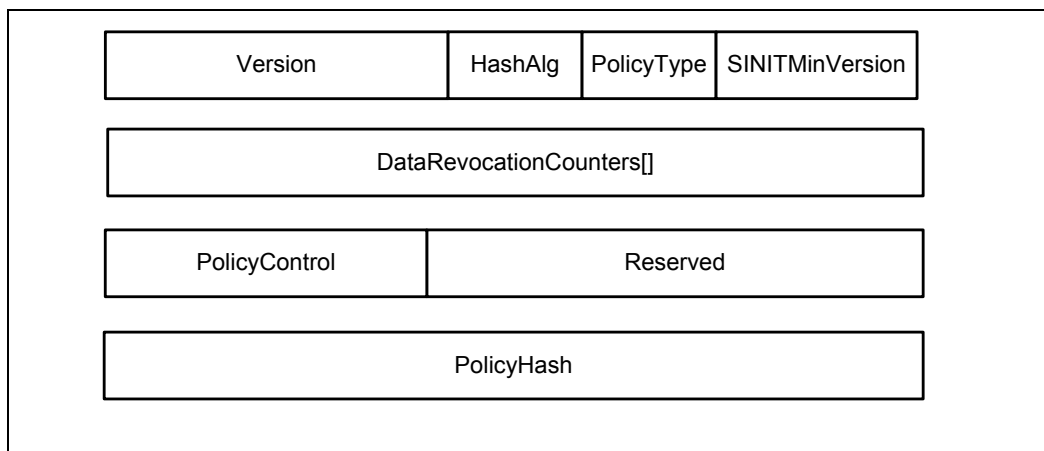 Version HashAlg PolicyType SINITMinVersion
DataRevocationCounters[]
PolicyControl Reserved
PolicyHash